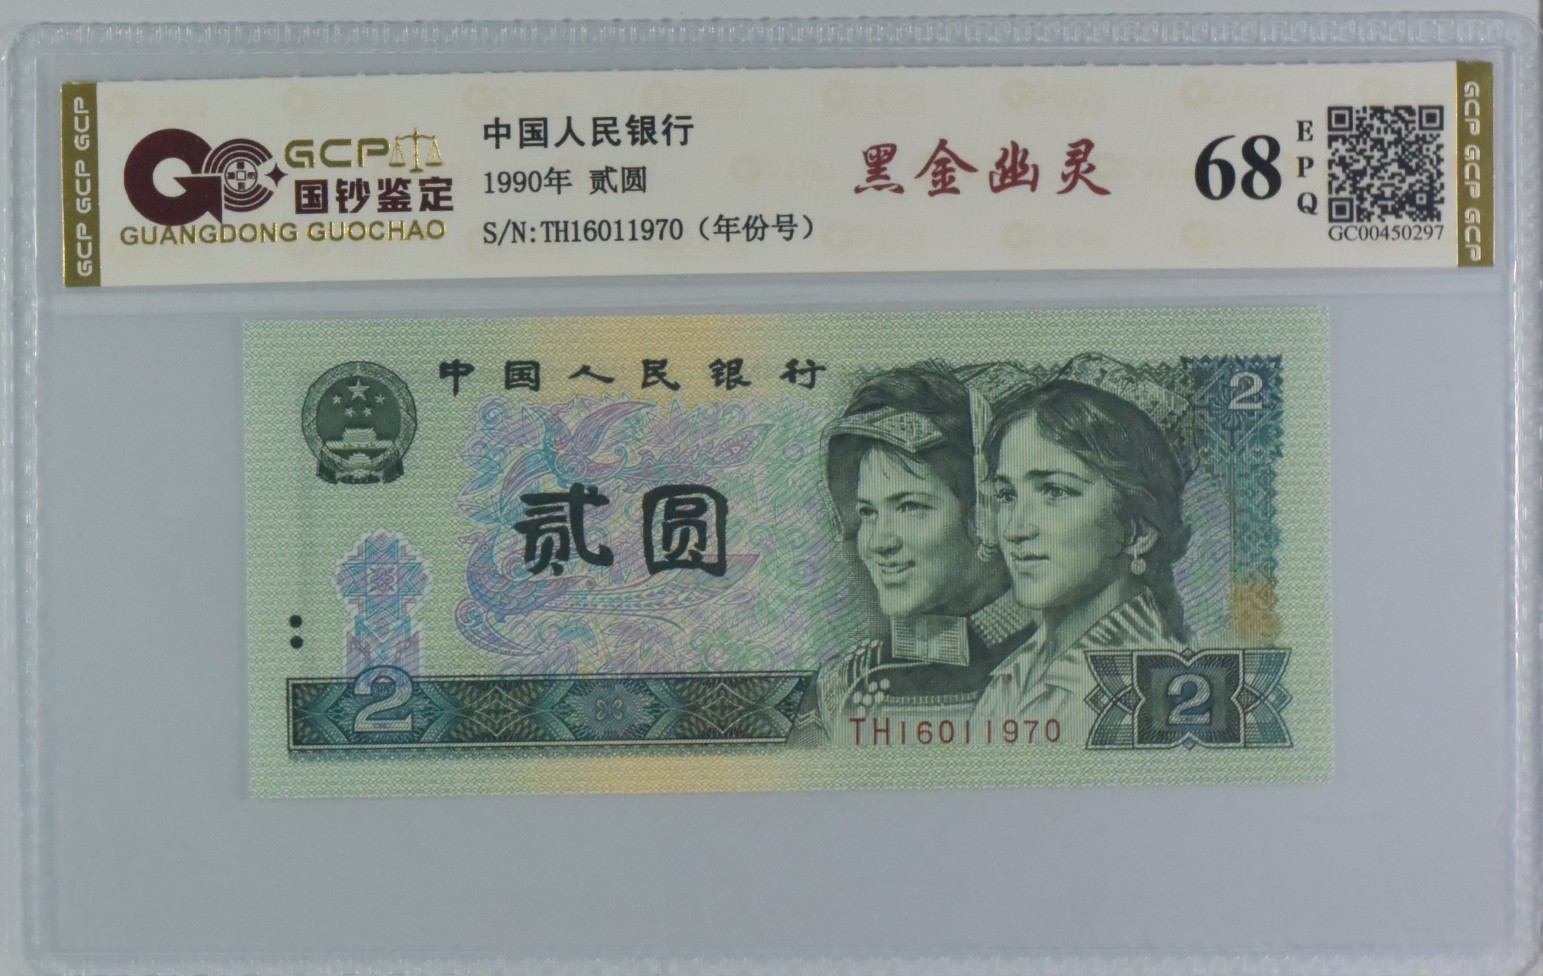 GCP GCP GCP
GCP
国钞鉴定
GUANGDONG GUOCHAO
中国人民银行
1990年 贰圆
S/N:TH16011970（年份号）
黑金幽灵
68
EPQ
GC00450297
GCP GCP GCP
中国人民银行
2
贰圆
2
TH16011970
2